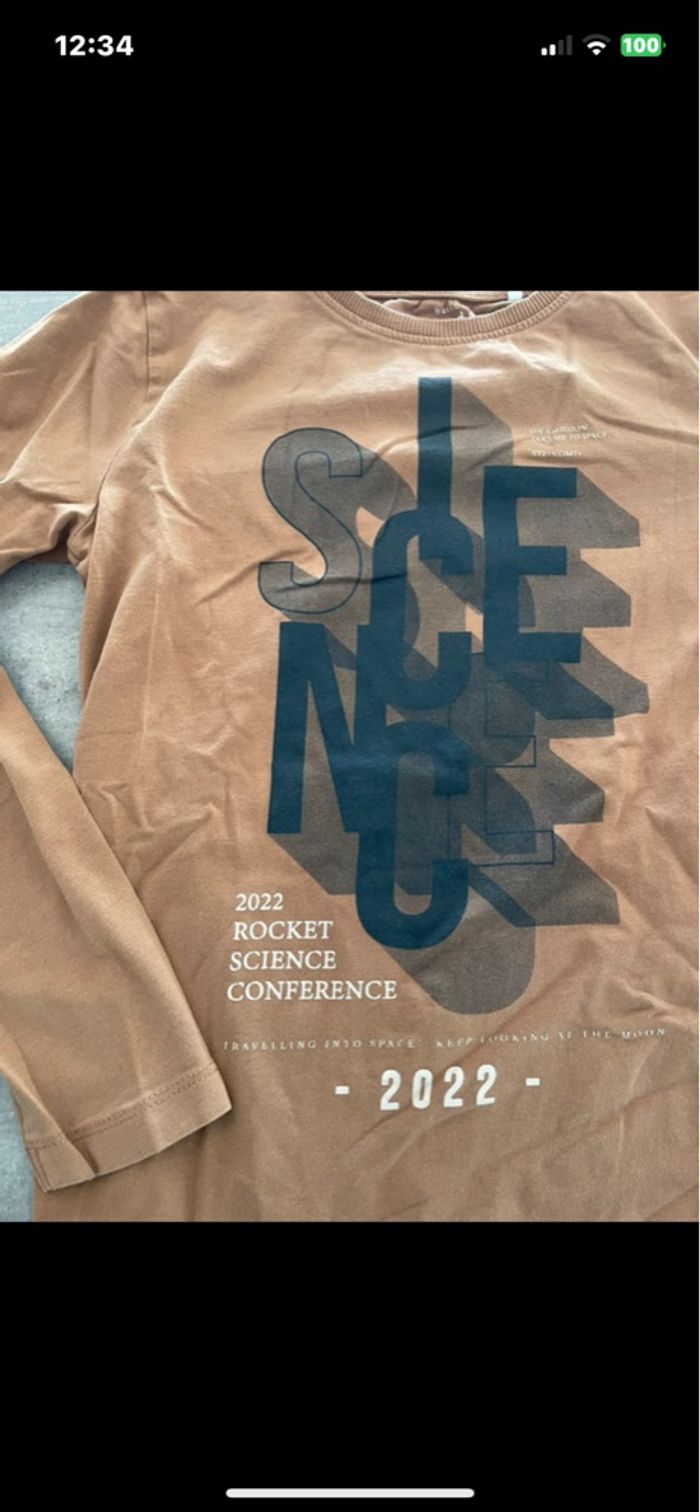 12:34
100
SCIENCE
2022
ROCKET
SCIENCE
CONFERENCE
TRAVELLING INTO SPACE: KEEP LOOKING AT THE MOON
- 2022 -